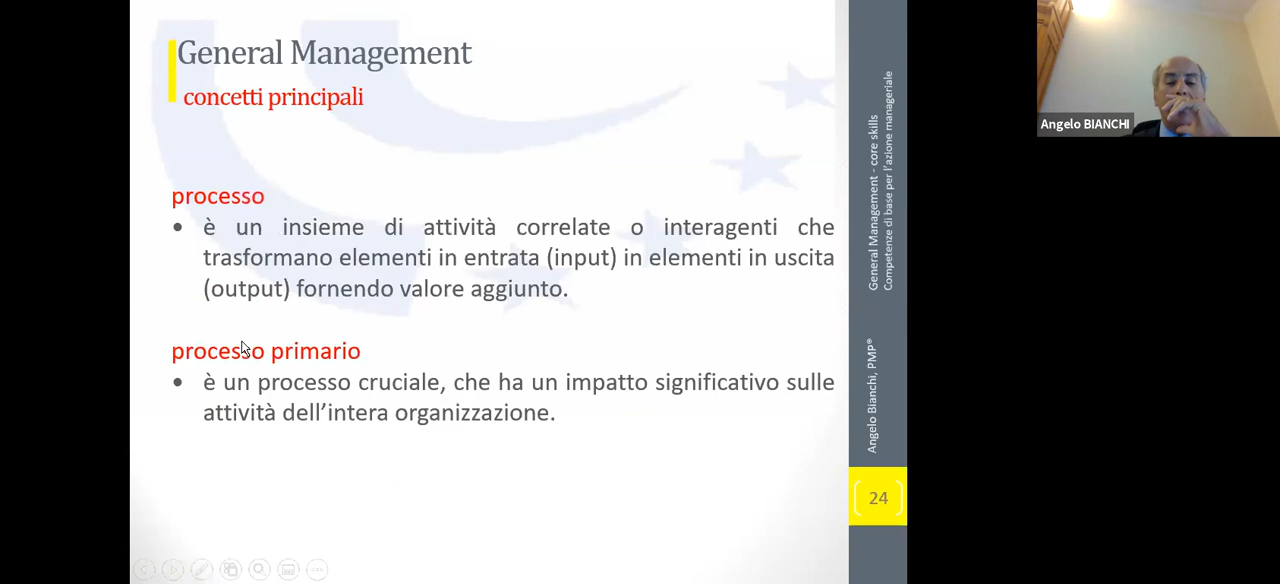 General Management
concetti principali
processo
• è un insieme di attività correlate o interagenti che
trasformano elementi in entrata (input) in elementi in uscita
(output) fornendo valore aggiunto.
processo primario
• è un processo cruciale, che ha un impatto significativo sulle
attività dell’intera organizzazione.
General Management - core skills
Competenze di base per l’azione manageriale
Angelo Bianchi, PMP®
24
Angelo BIANCHI